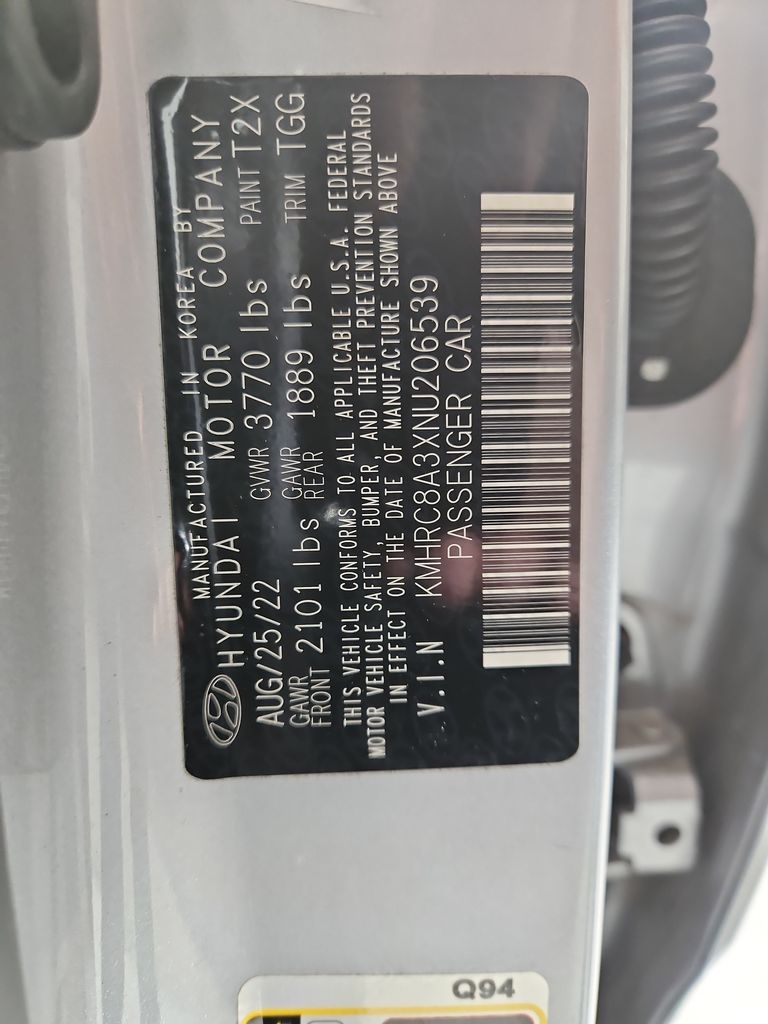 MANUFACTURED IN KOREA BY
HYUNDAI MOTOR COMPANY
AUG/25/22 GVWR 3770 lbs PAINT T2X
GAWR FRONT 2101 lbs GAWR REAR 1889 lbs TRIM TGG
THIS VEHICLE CONFORMS TO ALL APPLICABLE U.S.A. FEDERAL
MOTOR VEHICLE SAFETY, BUMPER, AND THEFT PREVENTION STANDARDS
IN EFFECT ON THE DATE OF MANUFACTURE SHOWN ABOVE
V.I.N KMHRC8A3XNU206539
PASSENGER CAR
Q94